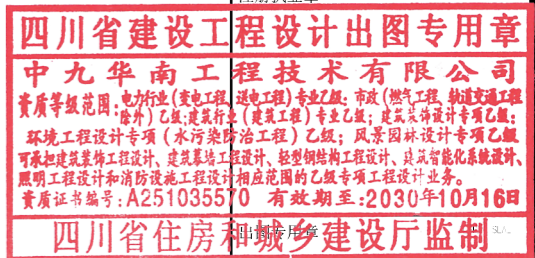 四川省建设工程设计出图专用章
中九华南工程技术有限公司
资质等级范围:电力行业(变电工程、送电工程)专业乙级;市政(燃气工程、轨道交通工程
除外)乙级;建筑行业(建筑工程)专业乙级;建筑装饰设计专项乙级;
环境工程设计专项(水污染防治工程)乙级;风景园林设计专项乙级
可承担建筑装饰工程设计、建筑幕墙工程设计、轻型钢结构工程设计、建筑智能化系统设计、
照明工程设计和消防设施工程设计相应范围的乙级专项工程设计业务。
资质证书编号:A251035570 有效期至:2030年10月16日
四川省住房和城乡建设厅监制
出图专用章